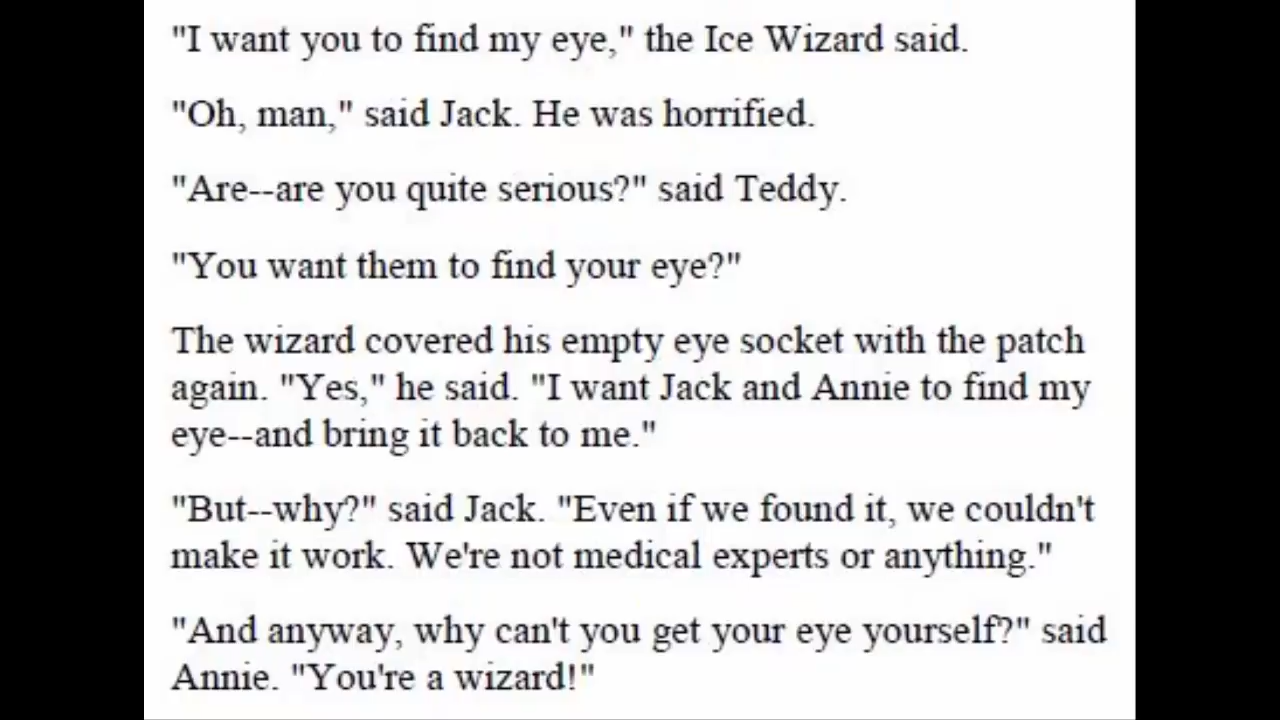 "I want you to find my eye," the Ice Wizard said.
"Oh, man," said Jack. He was horrified.
"Are--are you quite serious?" said Teddy.
"You want them to find your eye?"
The wizard covered his empty eye socket with the patch
again. "Yes," he said. "I want Jack and Annie to find my
eye--and bring it back to me."
"But--why?" said Jack. "Even if we found it, we couldn't
make it work. We're not medical experts or anything."
"And anyway, why can't you get your eye yourself?" said
Annie. "You're a wizard!"